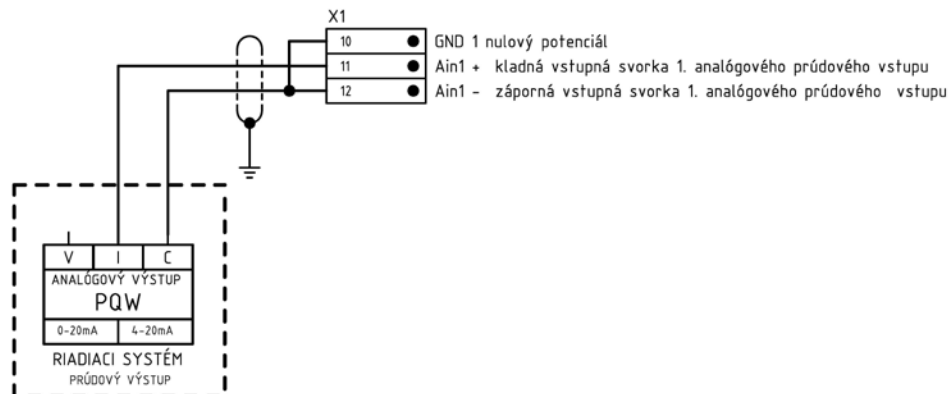 X1
10 GND 1 nulový potenciál
11 Ain1 + kladná vstupná svorka 1. analógového prúdového vstupu
12 Ain1 - záporná vstupná svorka 1. analógového prúdového vstupu
V I C
ANALÓGOVÝ VÝSTUP
PQW
0-20mA 4-20mA
RIADIACI SYSTÉM
PRÚDOVÝ VÝSTUP